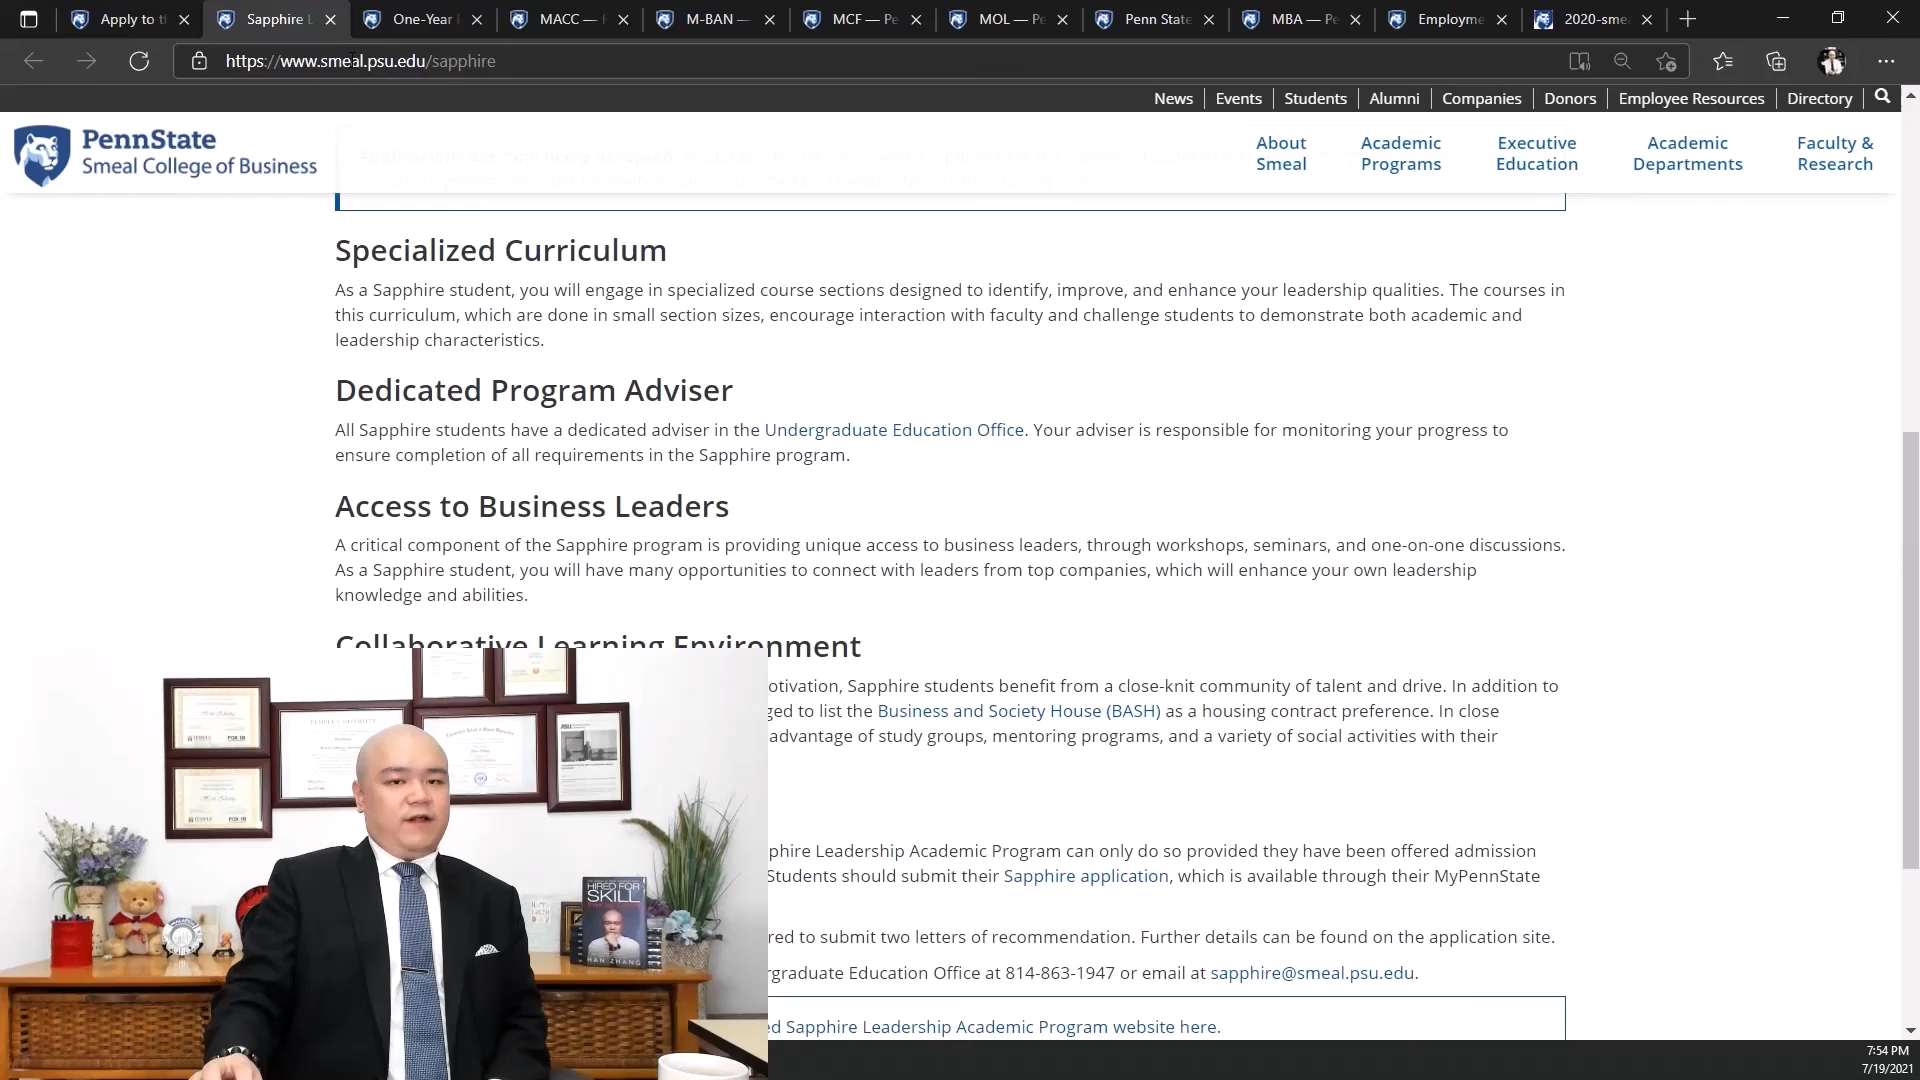 Apply to t
Sapphire L
One-Year
MACC —
M-BAN —
MCF — Pe
MOL — Pe
Penn State
MBA — Pe
Employme
2020-sme
https://www.smeal.psu.edu/sapphire
News
Events
Students
Alumni
Companies
Donors
Employee Resources
Directory
PennState
Smeal College of Business
About
Smeal
Academic
Programs
Executive
Education
Academic
Departments
Faculty &
Research
Specialized Curriculum
As a Sapphire student, you will engage in specialized course sections designed to identify, improve, and enhance your leadership qualities. The courses in
this curriculum, which are done in small section sizes, encourage interaction with faculty and challenge students to demonstrate both academic and
leadership characteristics.
Dedicated Program Adviser
All Sapphire students have a dedicated adviser in the Undergraduate Education Office. Your adviser is responsible for monitoring your progress to
ensure completion of all requirements in the Sapphire program.
Access to Business Leaders
A critical component of the Sapphire program is providing unique access to business leaders, through workshops, seminars, and one-on-one discussions.
As a Sapphire student, you will have many opportunities to connect with leaders from top companies, which will enhance your own leadership
knowledge and abilities.
Collaborative Learning Environment
otivation, Sapphire students benefit from a close-knit community of talent and drive. In addition to
ged to list the Business and Society House (BASH) as a housing contract preference. In close
advantage of study groups, mentoring programs, and a variety of social activities with their
phire Leadership Academic Program can only do so provided they have been offered admission
Students should submit their Sapphire application, which is available through their MyPennState
red to submit two letters of recommendation. Further details can be found on the application site.
rgraduate Education Office at 814-863-1947 or email at sapphire@smeal.psu.edu.
ed Sapphire Leadership Academic Program website here.
TEMPLE UNIVERSITY
HIRED FOR
SKILL
HAN ZHANG
7:54 PM
7/19/2021